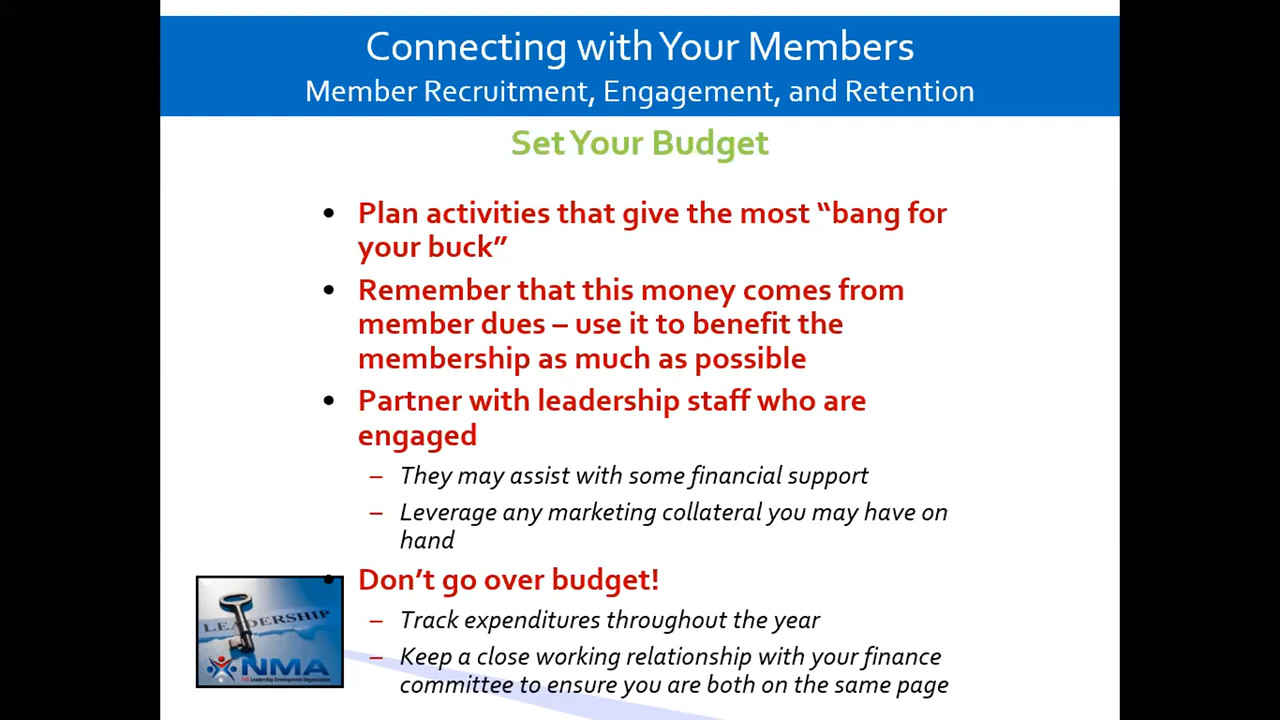 Connecting with Your Members
Member Recruitment, Engagement, and Retention
Set Your Budget
• Plan activities that give the most “bang for
your buck”
• Remember that this money comes from
member dues – use it to benefit the
membership as much as possible
• Partner with leadership staff who are
engaged
– They may assist with some financial support
– Leverage any marketing collateral you may have on
hand
• Don’t go over budget!
– Track expenditures throughout the year
– Keep a close working relationship with your finance
committee to ensure you are both on the same page
LEADERSHIP
NMA
THE Leadership Development Organization